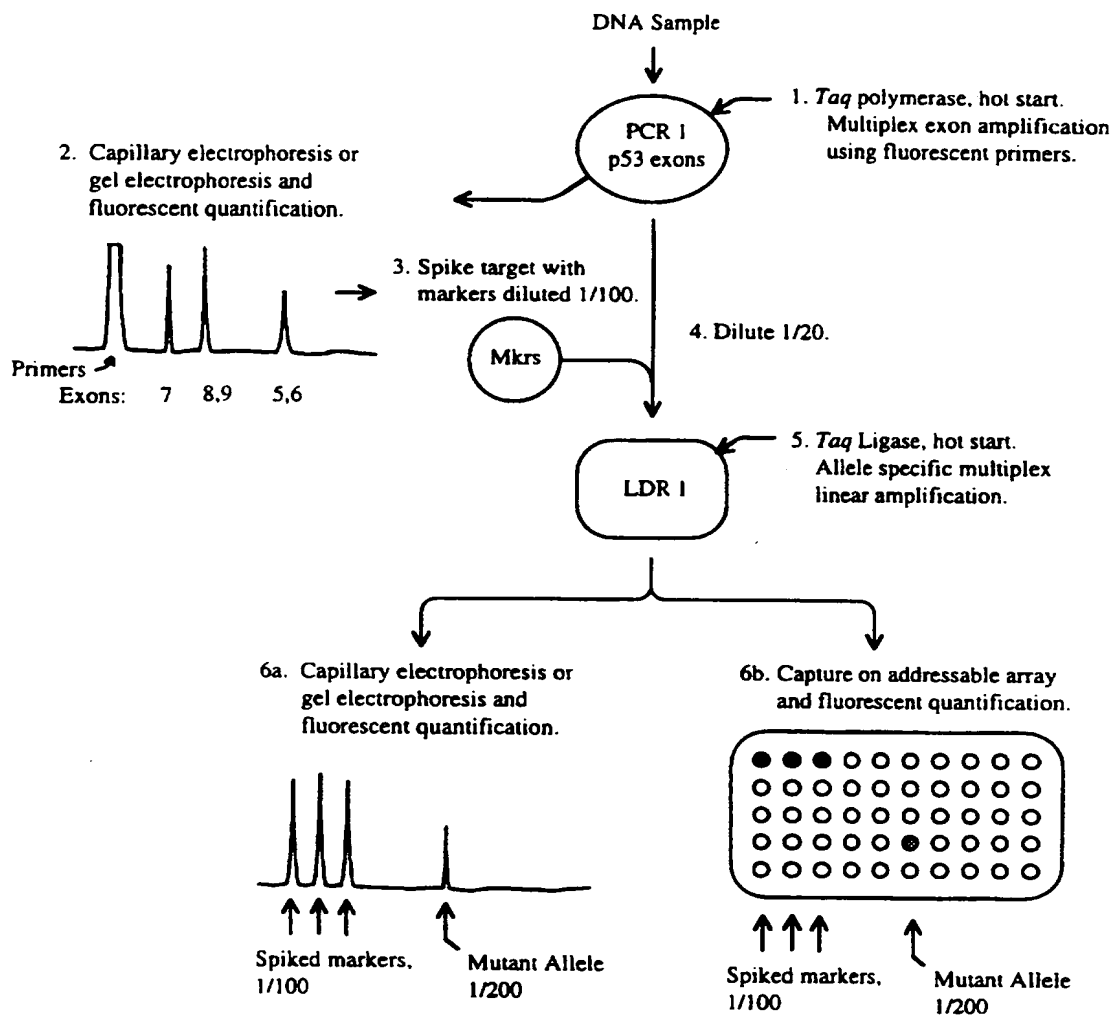 DNA Sample
PCR 1
p53 exons
1. Taq polymerase, hot start.
Multiplex exon amplification
using fluorescent primers.
2. Capillary electrophoresis or
gel electrophoresis and
fluorescent quantification.
Primers
Exons: 7 8,9 5,6
3. Spike target with
markers diluted 1/100.
Mkrs
4. Dilute 1/20.
LDR 1
5. Taq Ligase, hot start.
Allele specific multiplex
linear amplification.
6a. Capillary electrophoresis or
gel electrophoresis and
fluorescent quantification.
Spiked markers,
1/100
Mutant Allele
1/200
6b. Capture on addressable array
and fluorescent quantification.
Spiked markers,
1/100
Mutant Allele
1/200